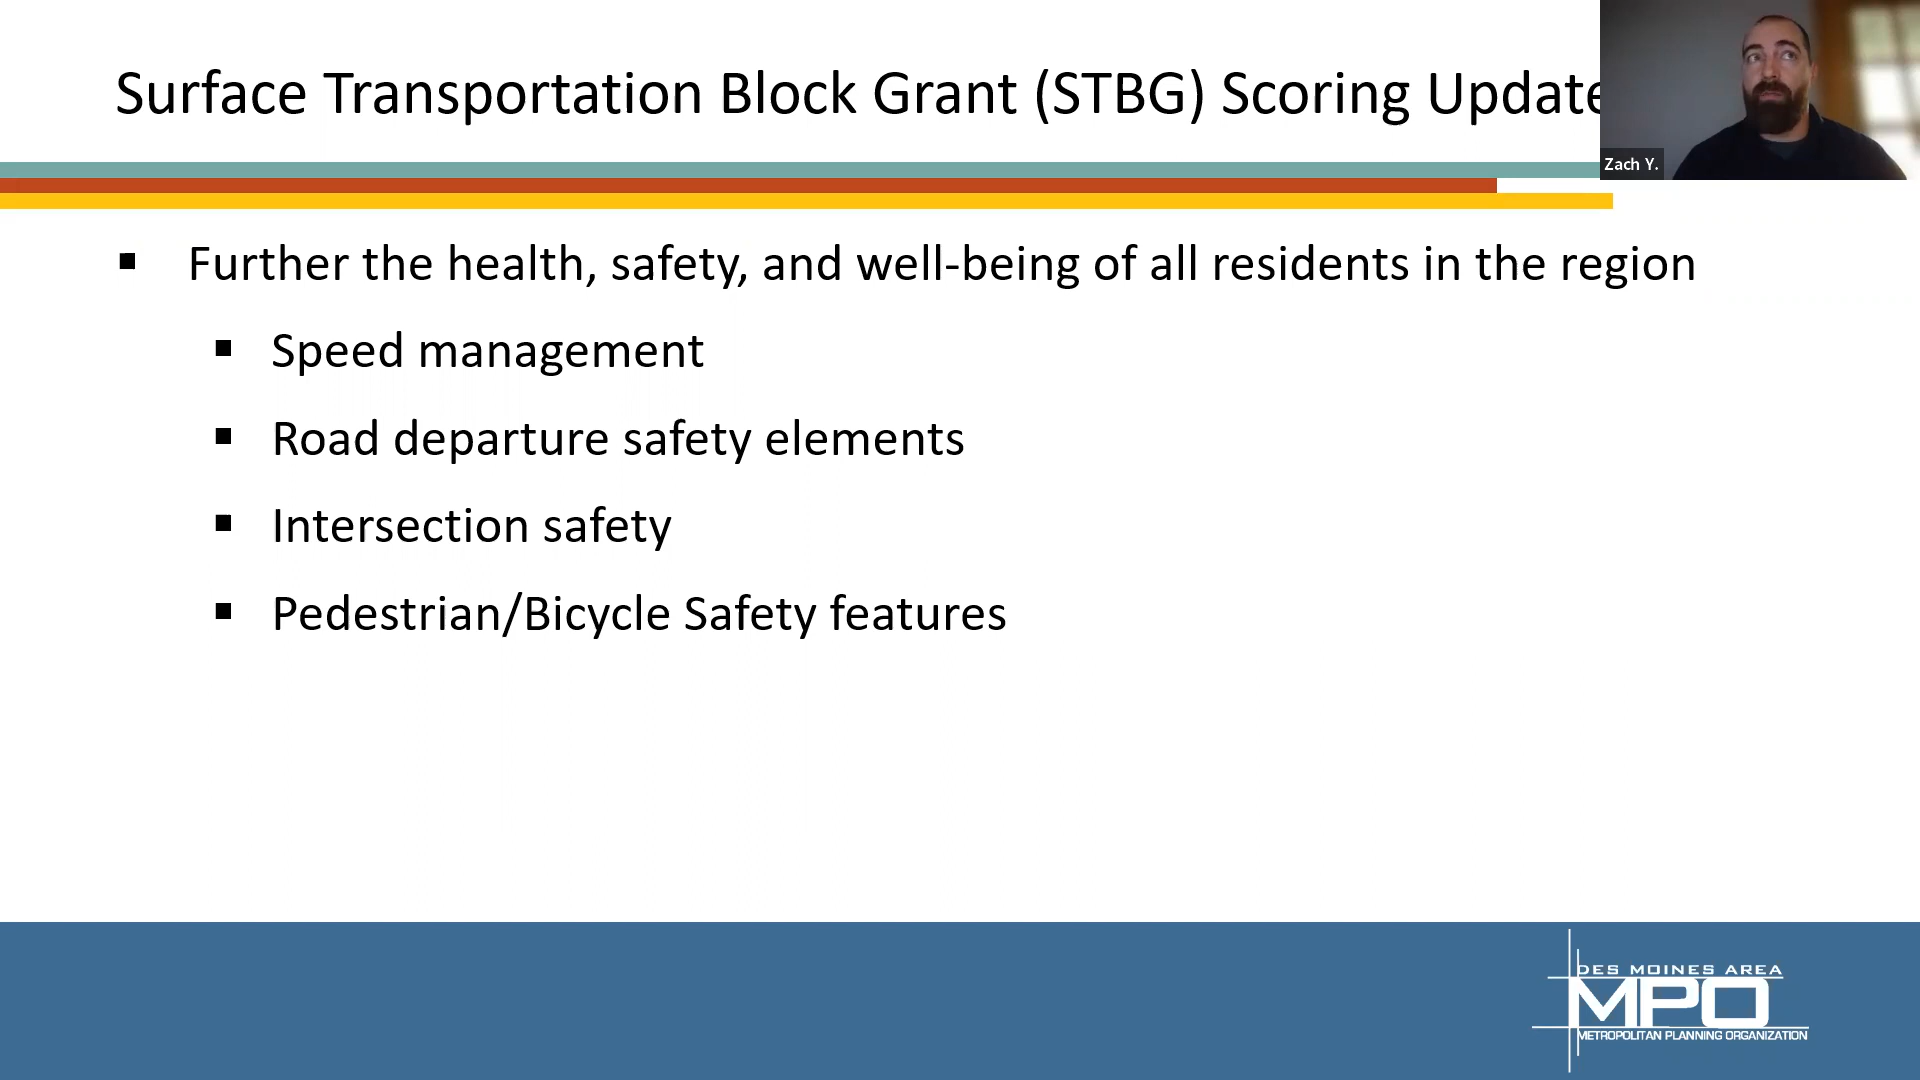 Surface Transportation Block Grant (STBG) Scoring Update
Zach Y.
▪ Further the health, safety, and well-being of all residents in the region
▪ Speed management
▪ Road departure safety elements
▪ Intersection safety
▪ Pedestrian/Bicycle Safety features
DES MOINES AREA
MPO
METROPOLITAN PLANNING ORGANIZATION